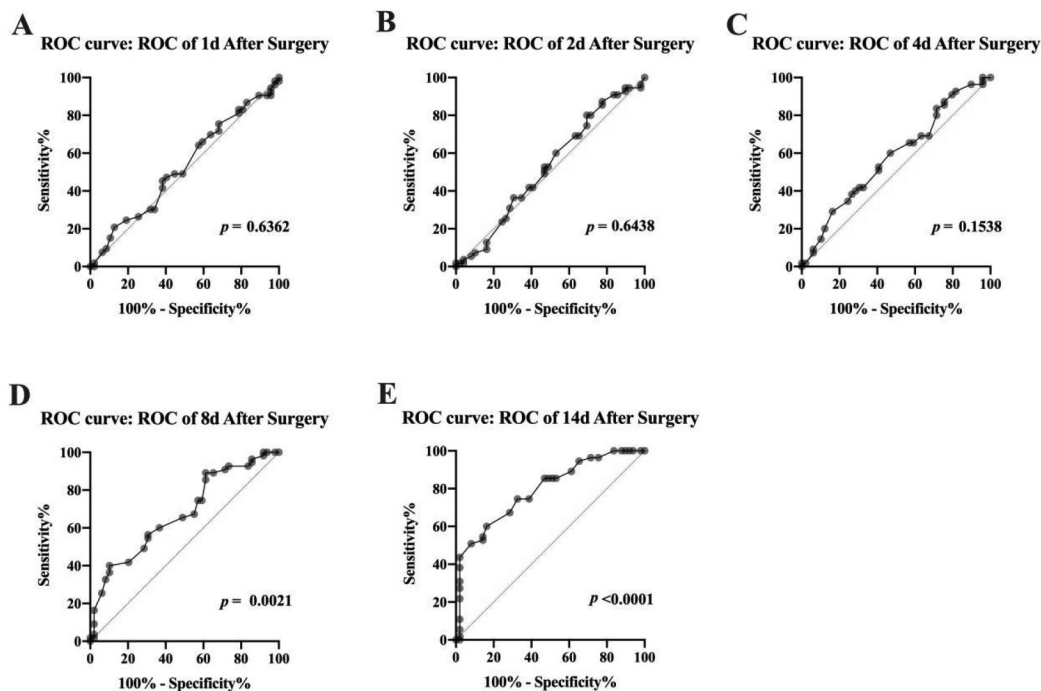 A
ROC curve: ROC of 1d After Surgery
100
80
60
40
20
0
Sensitivity%
p = 0.6362
0 20 40 60 80 100
100% - Specificity%
B
ROC curve: ROC of 2d After Surgery
100
80
60
40
20
0
Sensitivity%
p = 0.6438
0 20 40 60 80 100
100% - Specificity%
C
ROC curve: ROC of 4d After Surgery
100
80
60
40
20
0
Sensitivity%
p = 0.1538
0 20 40 60 80 100
100% - Specificity%
D
ROC curve: ROC of 8d After Surgery
100
80
60
40
20
0
Sensitivity%
p = 0.0021
0 20 40 60 80 100
100% - Specificity%
E
ROC curve: ROC of 14d After Surgery
100
80
60
40
20
0
Sensitivity%
p <0.0001
0 20 40 60 80 100
100% - Specificity%